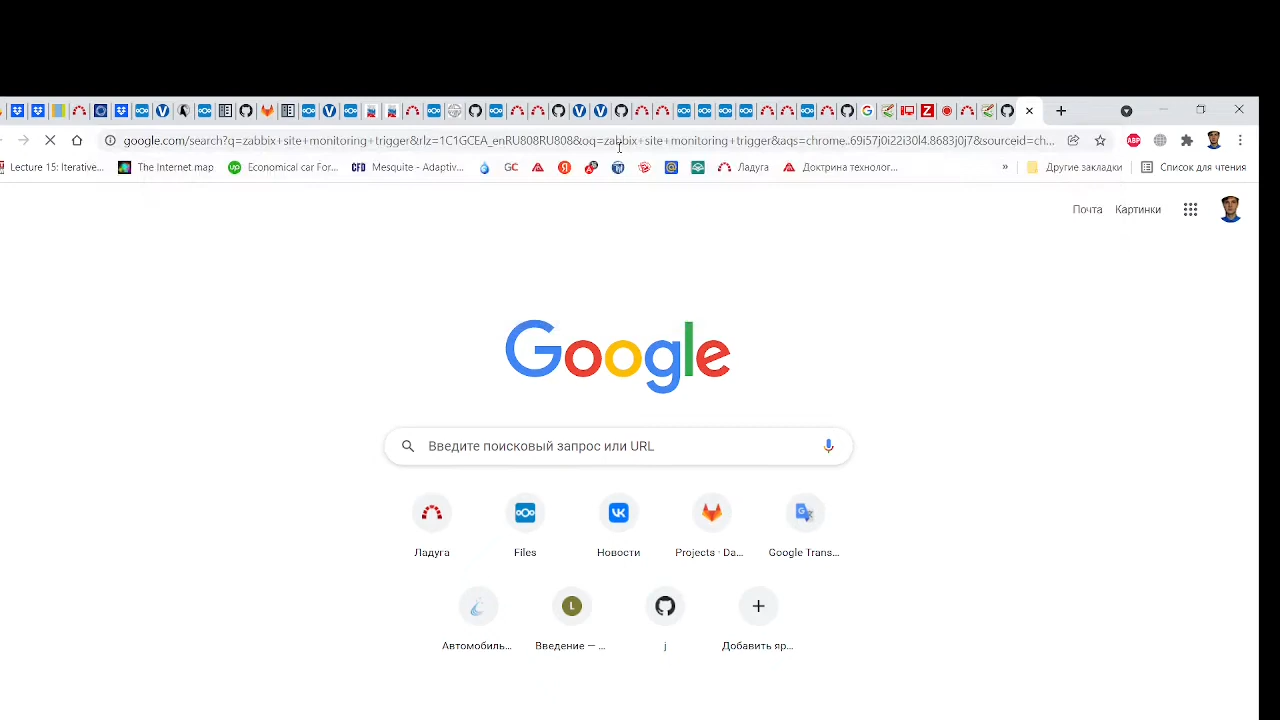 google.com/search?q=zabbix+site+monitoring+trigger&rlz=1C1GCEA_enRU808RU808&oq=zabbix+site+monitoring+trigger&aqs=chrome..69i57j0i22i30l4.8683j0j7&sourceid=ch...
ABP
Lecture 15: Iterative...
The Internet map
up
Economical car For...
CFD
Mesquite - Adaptiv...
GC
Ладуга
Доктрина технолог...
»
Другие закладки
Список для чтения
Почта
Картинки
Google
Введите поисковый запрос или URL
Ладуга
Files
Новости
Projects · Da...
Google Trans...
L
Автомобиль...
Введение — ...
j
Добавить яр...